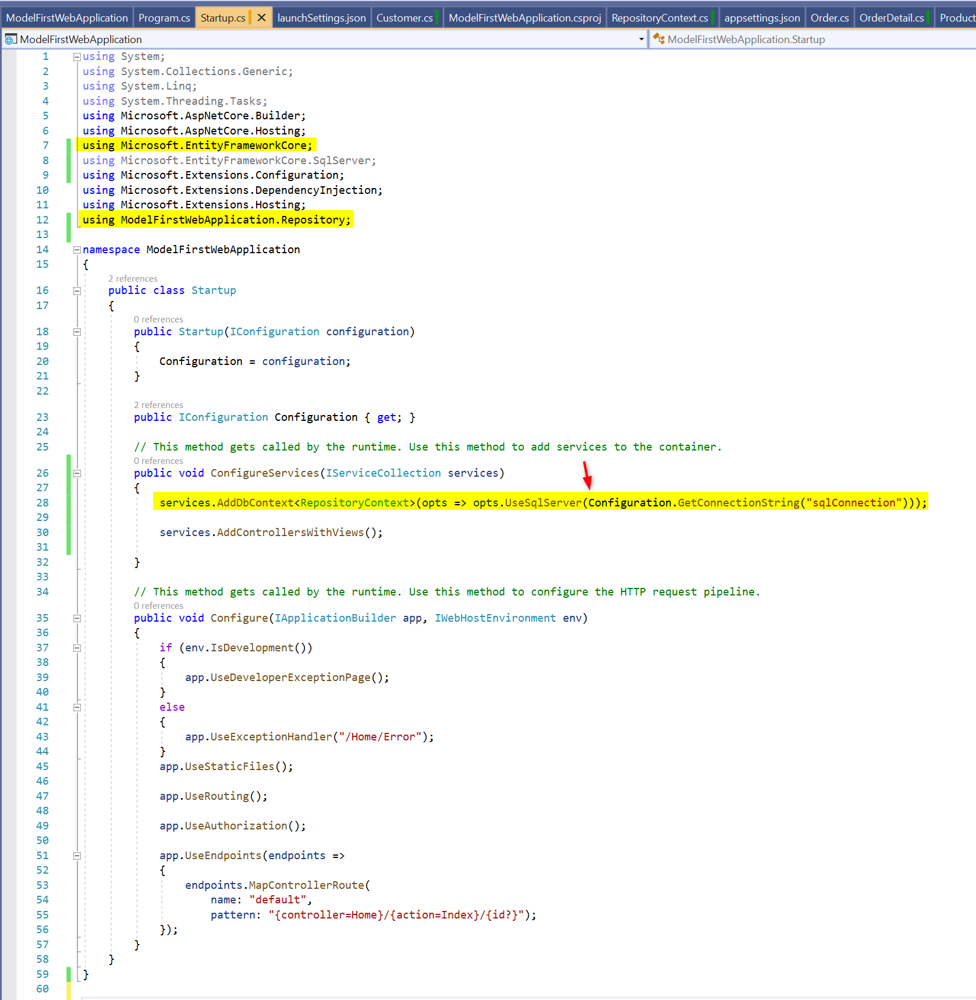 ModelFirstWebApplication Program.cs Startup.cs launchSettings.json Customer.cs ModelFirstWebApplication.csproj RepositoryContext.cs appsettings.json Order.cs OrderDetail.cs Product
ModelFirstWebApplication ModelFirstWebApplication.Startup
1 using System;
2 using System.Collections.Generic;
3 using System.Linq;
4 using System.Threading.Tasks;
5 using Microsoft.AspNetCore.Builder;
6 using Microsoft.AspNetCore.Hosting;
7 using Microsoft.EntityFrameworkCore;
8 using Microsoft.EntityFrameworkCore.SqlServer;
9 using Microsoft.Extensions.Configuration;
10 using Microsoft.Extensions.DependencyInjection;
11 using Microsoft.Extensions.Hosting;
12 using ModelFirstWebApplication.Repository;
13
14 namespace ModelFirstWebApplication
15 {
2 references
16 public class Startup
17 {
0 references
18 public Startup(IConfiguration configuration)
19 {
20 Configuration = configuration;
21 }
22
2 references
23 public IConfiguration Configuration { get; }
24
25 // This method gets called by the runtime. Use this method to add services to the container.
0 references
26 public void ConfigureServices(IServiceCollection services)
27 {
28 services.AddDbContext<RepositoryContext>(opts => opts.UseSqlServer(Configuration.GetConnectionString("sqlConnection")));
29
30 services.AddControllersWithViews();
31
32 }
33
34 // This method gets called by the runtime. Use this method to configure the HTTP request pipeline.
0 references
35 public void Configure(IApplicationBuilder app, IWebHostEnvironment env)
36 {
37 if (env.IsDevelopment())
38 {
39 app.UseDeveloperExceptionPage();
40 }
41 else
42 {
43 app.UseExceptionHandler("/Home/Error");
44 }
45 app.UseStaticFiles();
46
47 app.UseRouting();
48
49 app.UseAuthorization();
50
51 app.UseEndpoints(endpoints =>
52 {
53 endpoints.MapControllerRoute(
54 name: "default",
55 pattern: "{controller=Home}/{action=Index}/{id?}");
56 });
57 }
58 }
59 }
60